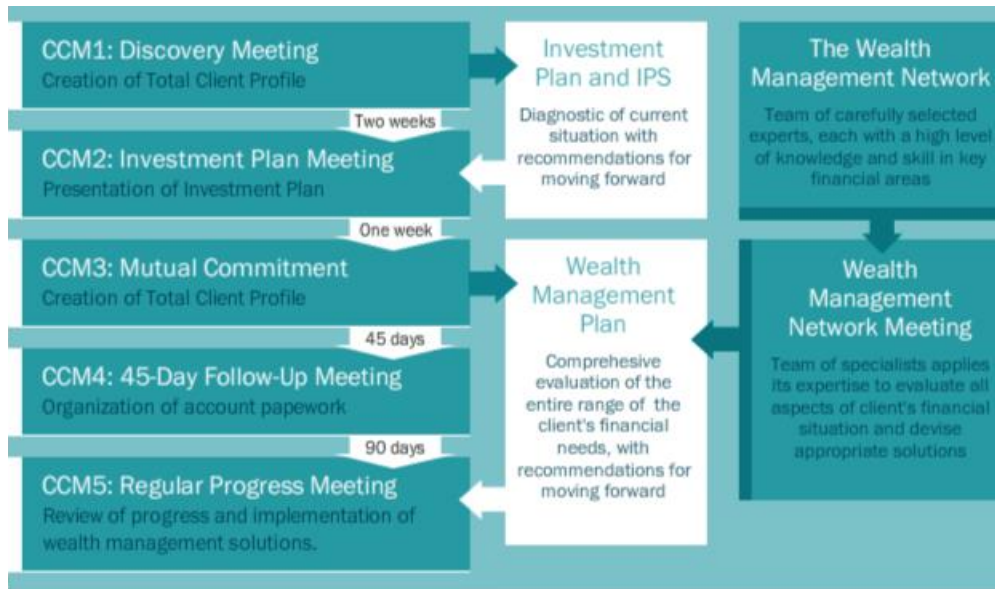 CCM1: Discovery Meeting
Creation of Total Client Profile
Two weeks
CCM2: Investment Plan Meeting
Presentation of Investment Plan
One week
CCM3: Mutual Commitment
Creation of Total Client Profile
45 days
CCM4: 45-Day Follow-Up Meeting
Organization of account papework
90 days
CCM5: Regular Progress Meeting
Review of progress and implementation of
wealth management solutions.
Investment
Plan and IPS
Diagnostic of current
situation with
recommendations for
moving forward
Wealth
Management
Plan
Comprehesive
evaluation of the
entire range of the
client's financial
needs, with
recommendations for
moving forward
The Wealth
Management Network
Team of carefully selected
experts, each with a high level
of knowledge and skill in key
financial areas
Wealth
Management
Network Meeting
Team of specialists applies
its expertise to evaluate all
aspects of client's financial
situation and devise
appropriate solutions